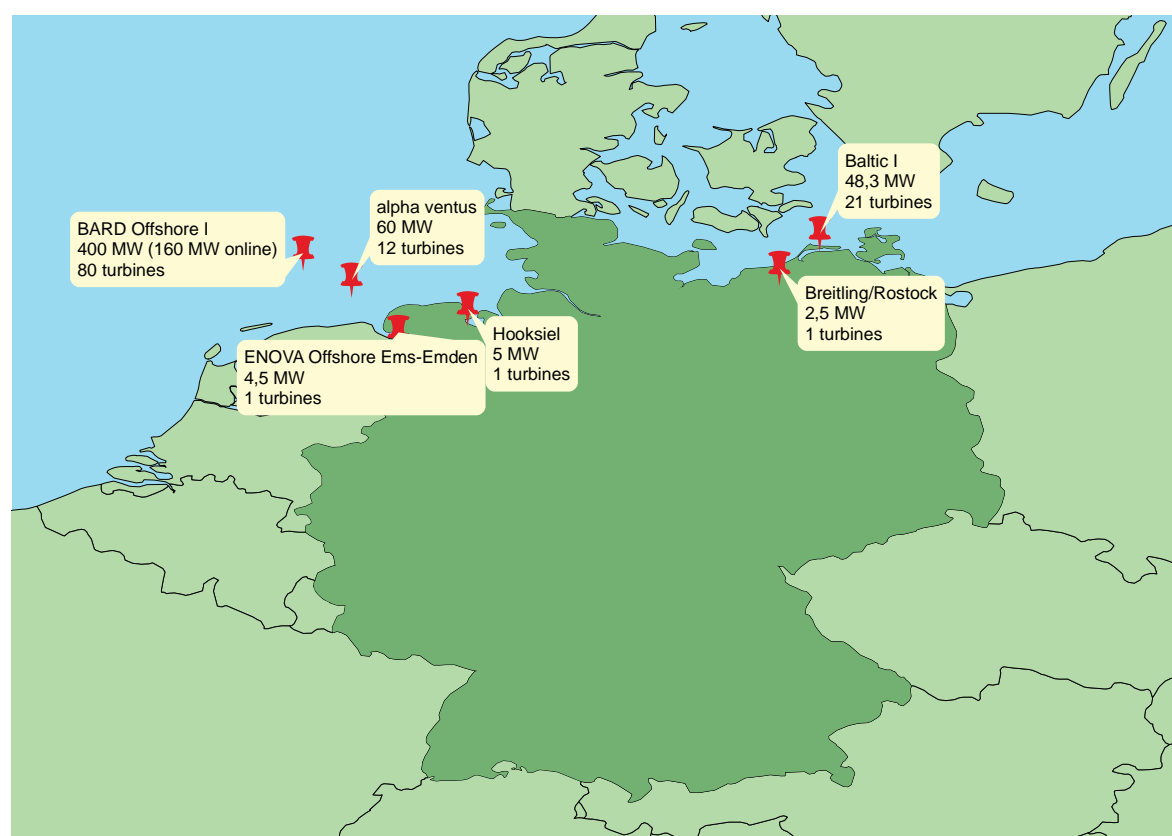 BARD Offshore I
400 MW (160 MW online)
80 turbines
alpha ventus
60 MW
12 turbines
Baltic I
48,3 MW
21 turbines
Breitling/Rostock
2,5 MW
1 turbines
Hooksiel
5 MW
1 turbines
ENOVA Offshore Ems-Emden
4,5 MW
1 turbines